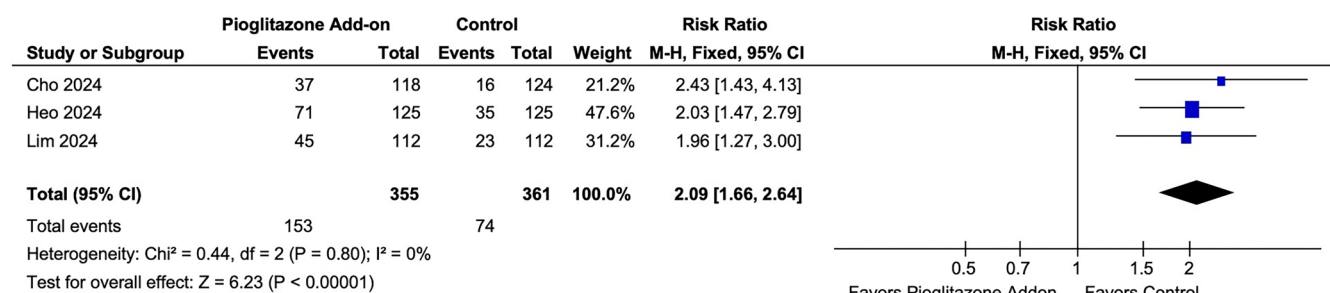 Pioglitazone Add-on Control Risk Ratio Risk Ratio
Study or Subgroup Events Total Events Total Weight M-H, Fixed, 95% CI M-H, Fixed, 95% CI
Cho 2024 37 118 16 124 21.2% 2.43 [1.43, 4.13]
Heo 2024 71 125 35 125 47.6% 2.03 [1.47, 2.79]
Lim 2024 45 112 23 112 31.2% 1.96 [1.27, 3.00]
Total (95% CI) 355 361 100.0% 2.09 [1.66, 2.64]
Total events 153 74
Heterogeneity: Chi² = 0.44, df = 2 (P = 0.80); I² = 0%
Test for overall effect: Z = 6.23 (P < 0.00001)
0.5 0.7 1 1.5 2
Favors Pioglitazone Addon Favors Control